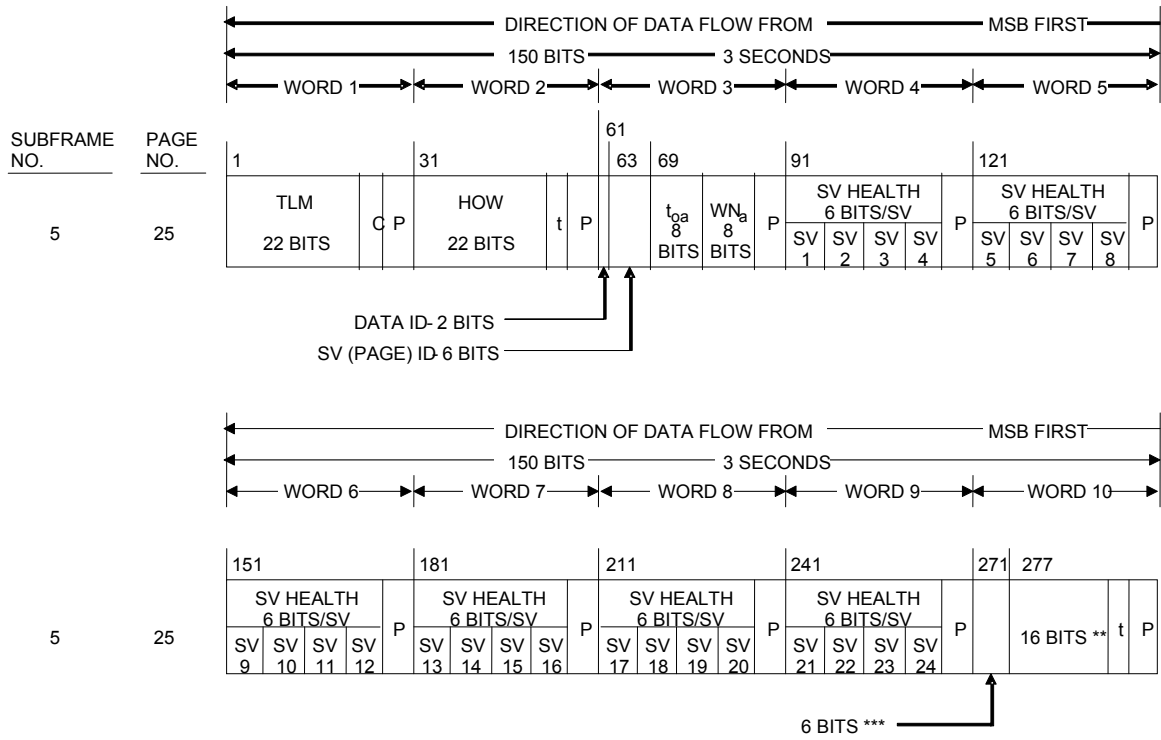 DIRECTION OF DATA FLOW FROM MSB FIRST
150 BITS 3 SECONDS
WORD 1 WORD 2 WORD 3 WORD 4 WORD 5
SUBFRAME NO. PAGE NO.
1 31 61 63 69 91 121
5 25
TLM 22 BITS C P
HOW 22 BITS t P
toa 8 BITS WNa 8 BITS P
SV HEALTH 6 BITS/SV P
SV 1 SV 2 SV 3 SV 4
SV HEALTH 6 BITS/SV P
SV 5 SV 6 SV 7 SV 8
DATA ID- 2 BITS
SV (PAGE) ID- 6 BITS
DIRECTION OF DATA FLOW FROM MSB FIRST
150 BITS 3 SECONDS
WORD 6 WORD 7 WORD 8 WORD 9 WORD 10
151 181 211 241 271 277
5 25
SV HEALTH 6 BITS/SV P
SV 9 SV 10 SV 11 SV 12
SV HEALTH 6 BITS/SV P
SV 13 SV 14 SV 15 SV 16
SV HEALTH 6 BITS/SV P
SV 17 SV 18 SV 19 SV 20
SV HEALTH 6 BITS/SV P
SV 21 SV 22 SV 23 SV 24
16 BITS ** t P
6 BITS ***